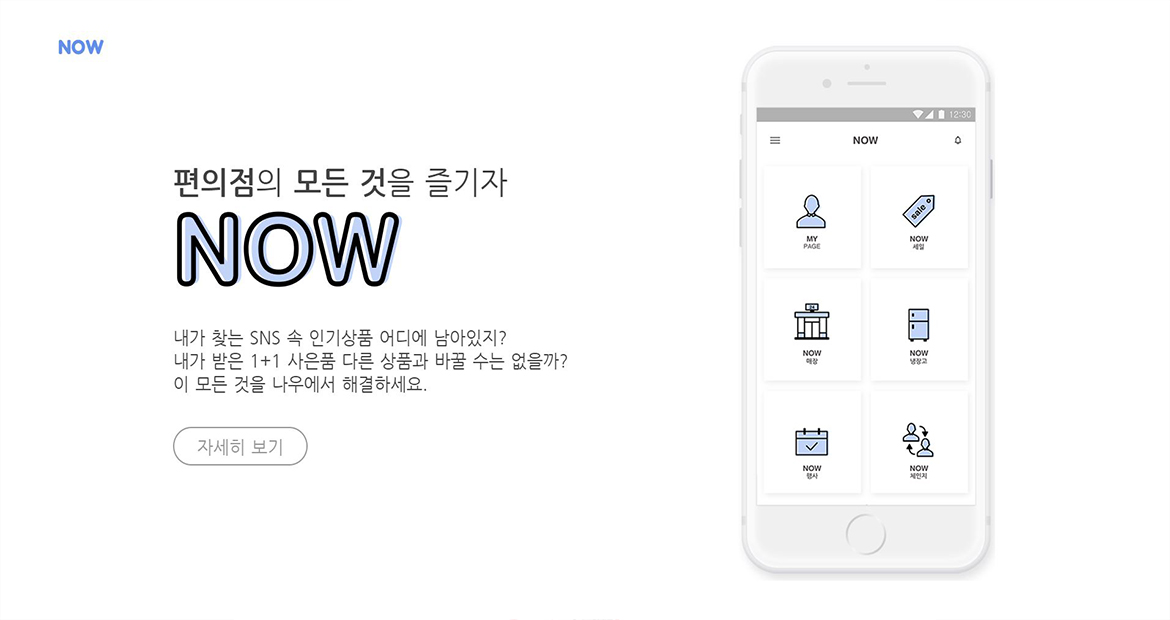 NOW
편의점의 모든 것을 즐기자
NOW
내가 찾는 SNS 속 인기상품 어디에 남아있지?
내가 받은 1+1 사은품 다른 상품과 바꿀 수는 없을까?
이 모든 것을 나우에서 해결하세요.
자세히 보기
12:30
NOW
MY
PAGE
sale
NOW
세일
24
NOW
매장
NOW
냉장고
NOW
행사
NOW
체인지